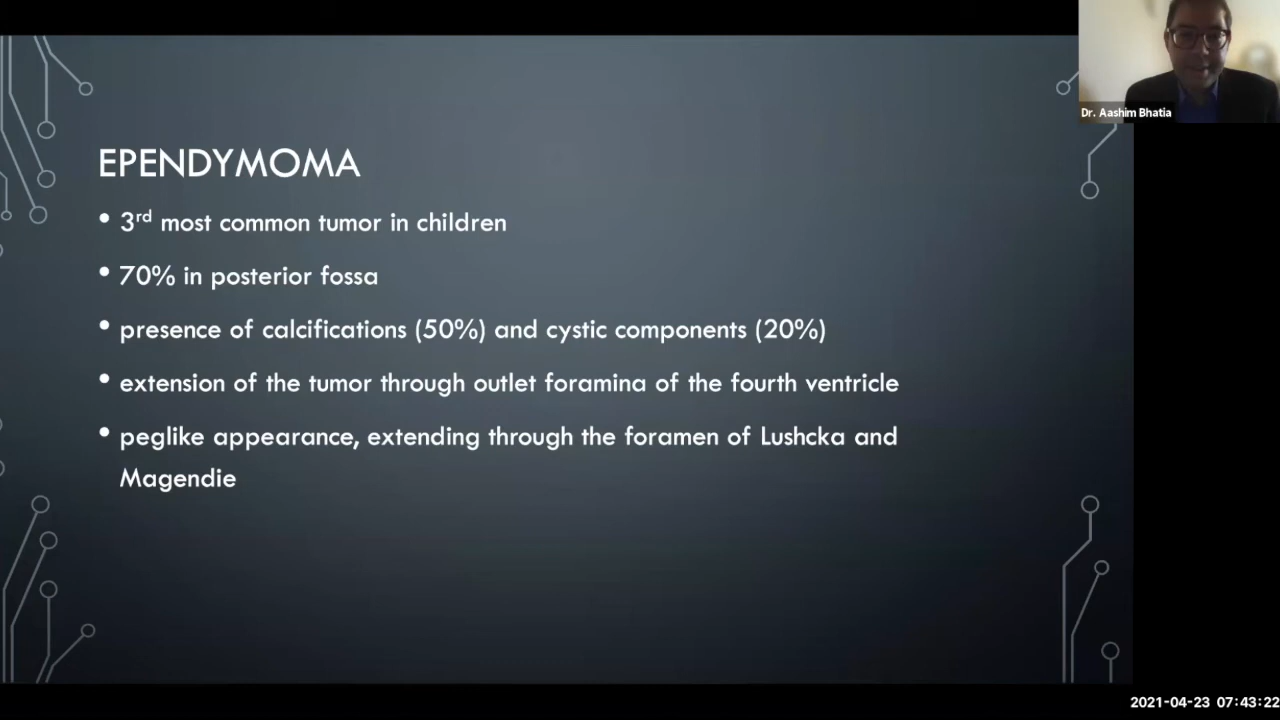 Dr. Aashim Bhatia
EPENDYMOMA
• 3rd most common tumor in children
• 70% in posterior fossa
• presence of calcifications (50%) and cystic components (20%)
• extension of the tumor through outlet foramina of the fourth ventricle
• peglike appearance, extending through the foramen of Lushcka and
Magendie
2021-04-23 07:43:22